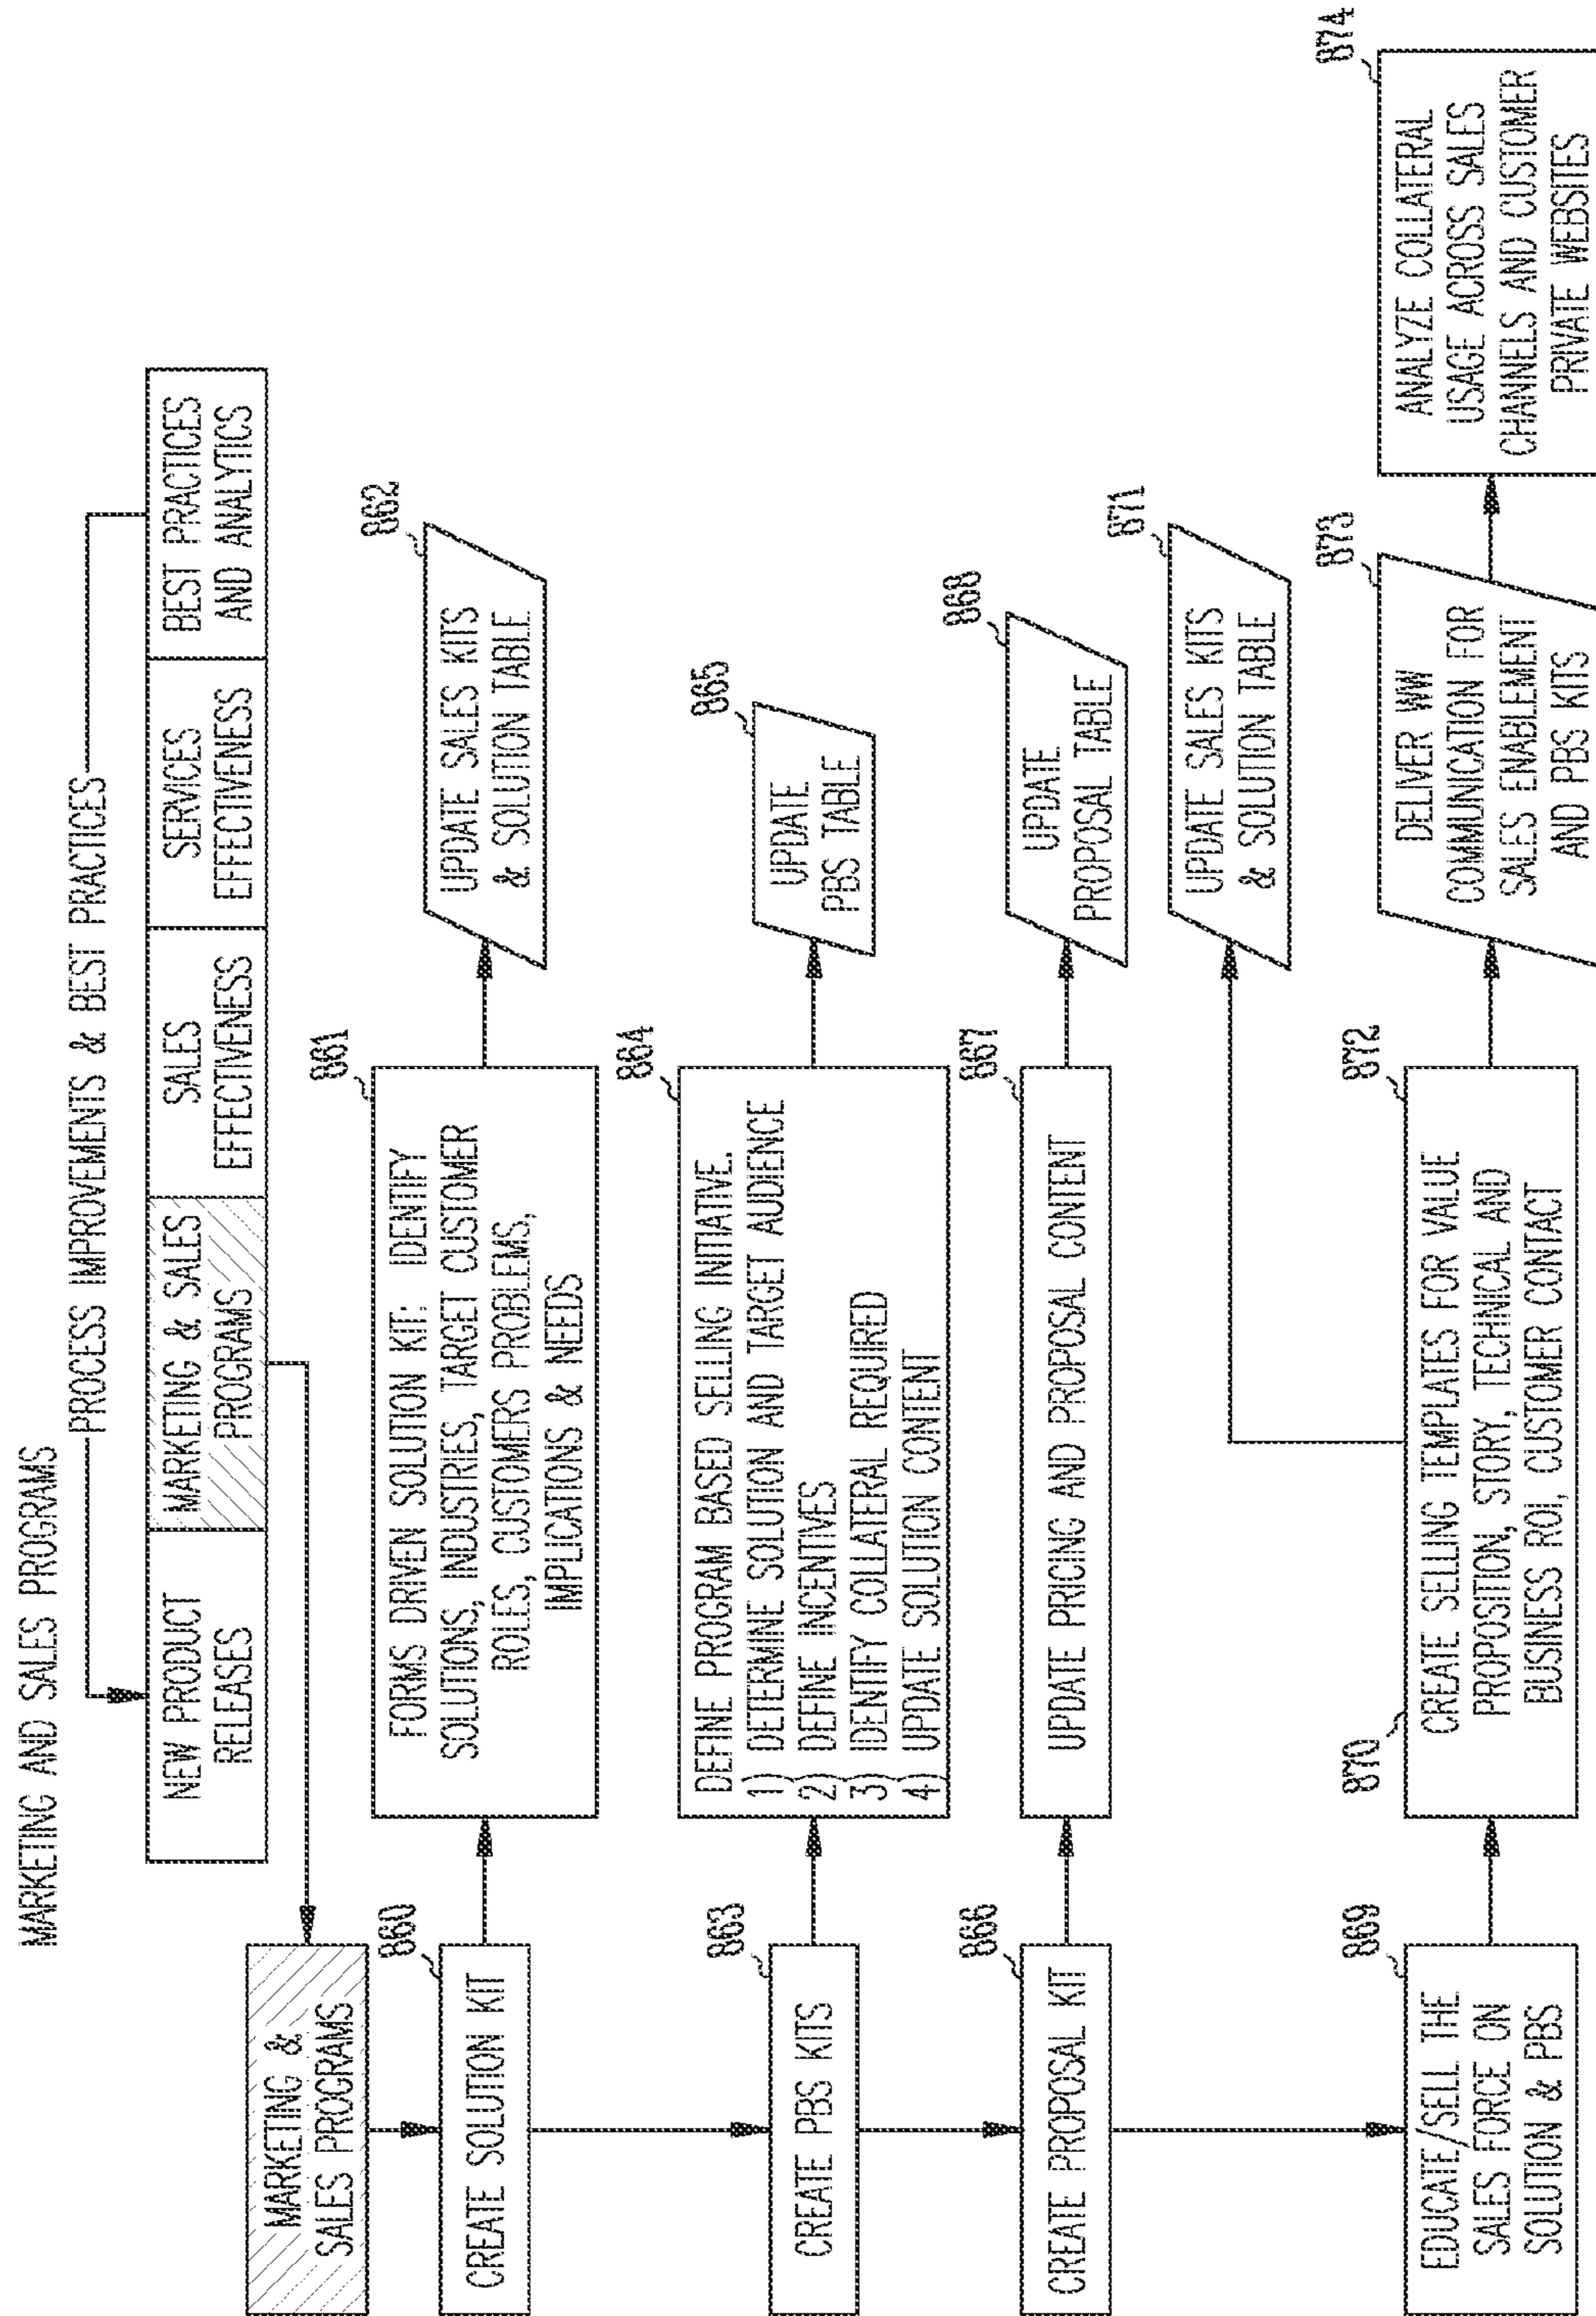 MARKETING AND SALES PROGRAMS
PROCESS IMPROVEMENTS & BEST PRACTICES
NEW PRODUCT
RELEASES
MARKETING & SALES
PROGRAMS
SALES
EFFECTIVENESS
SERVICES
EFFECTIVENESS
BEST PRACTICES
AND ANALYTICS
MARKETING &
SALES PROGRAMS
860
CREATE SOLUTION KIT
861
FORMS DRIVEN SOLUTION KIT: IDENTIFY
SOLUTIONS, INDUSTRIES, TARGET CUSTOMER
ROLES, CUSTOMERS PROBLEMS,
IMPLICATIONS & NEEDS
862
UPDATE SALES KITS
& SOLUTION TABLE
863
CREATE PBS KITS
864
DEFINE PROGRAM BASED SELLING INITIATIVE.
1) DETERMINE SOLUTION AND TARGET AUDIENCE
2) DEFINE INCENTIVES
3) IDENTIFY COLLATERAL REQUIRED
4) UPDATE SOLUTION CONTENT
865
UPDATE
PBS TABLE
866
CREATE PROPOSAL KIT
867
UPDATE PRICING AND PROPOSAL CONTENT
868
UPDATE
PROPOSAL TABLE
871
UPDATE SALES KITS
& SOLUTION TABLE
869
EDUCATE/SELL THE
SALES FORCE ON
SOLUTION & PBS
870
872
CREATE SELLING TEMPLATES FOR VALUE
PROPOSITION, STORY, TECHNICAL AND
BUSINESS ROI, CUSTOMER CONTACT
873
DELIVER WW
COMMUNICATION FOR
SALES ENABLEMENT
AND PBS KITS
874
ANALYZE COLLATERAL
USAGE ACROSS SALES
CHANNELS AND CUSTOMER
PRIVATE WEBSITES